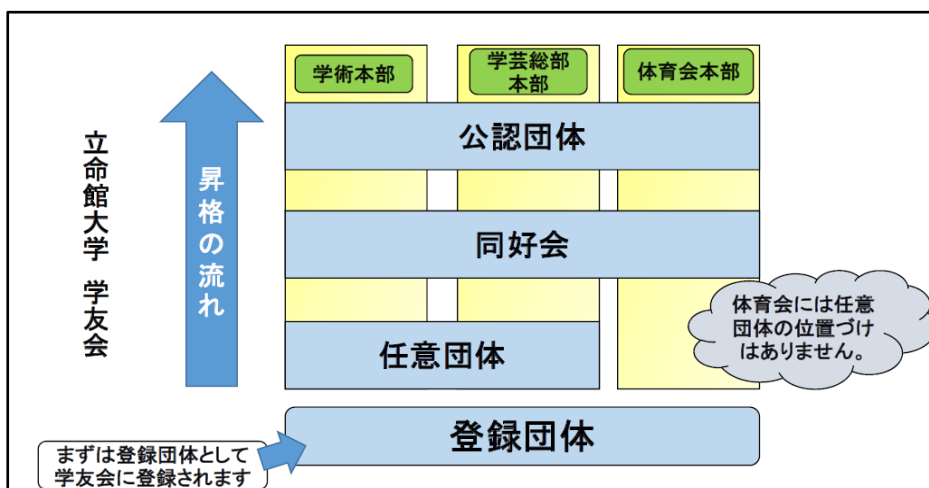 学術本部
学芸総部
本部
体育会本部
公認団体
同好会
任意団体
登録団体
立命館大学 学友会
昇格の流れ
体育会には任意
団体の位置づけ
はありません。
まずは登録団体として
学友会に登録されます